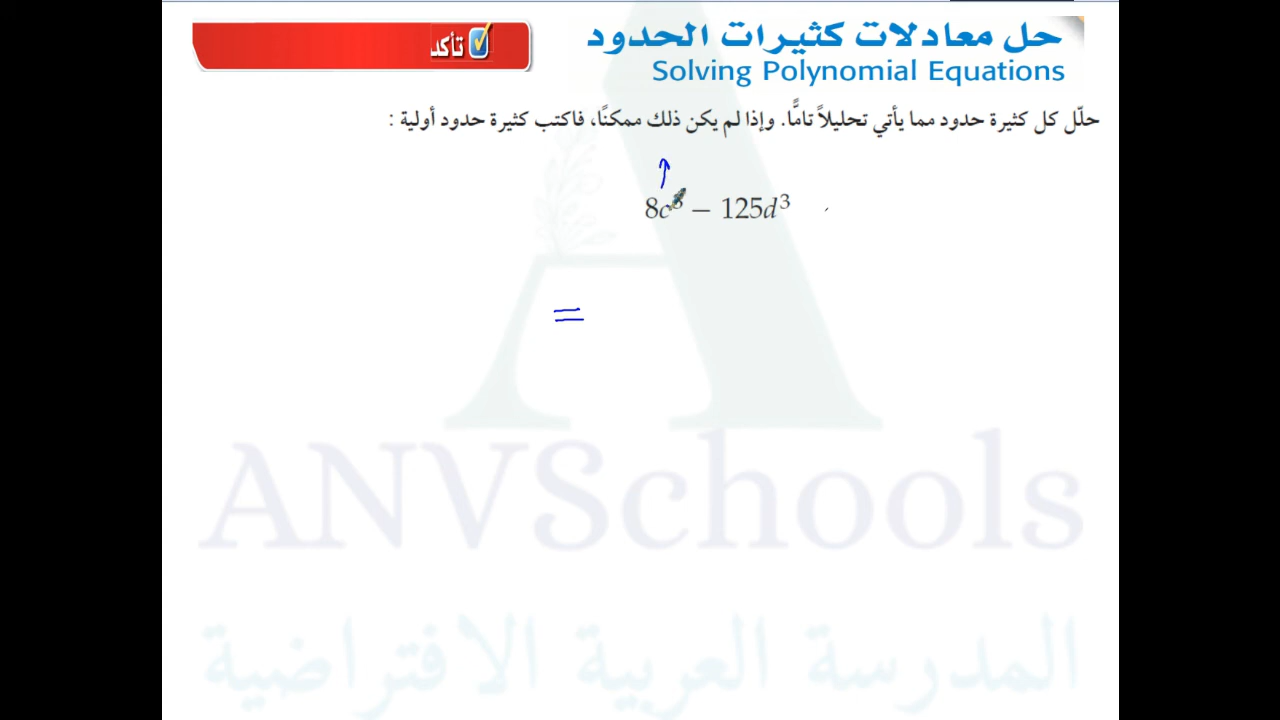 حل معادلات كثيرات الحدود
Solving Polynomial Equations
تأكد
حلّل كل كثيرة حدود مما يأتي تحليلاً تامًّا. وإذا لم يكن ذلك ممكنًا، فاكتب كثيرة حدود أولية :
8c³ − 125d³
=
ANVSchools
المدرسة العربية الافتراضية